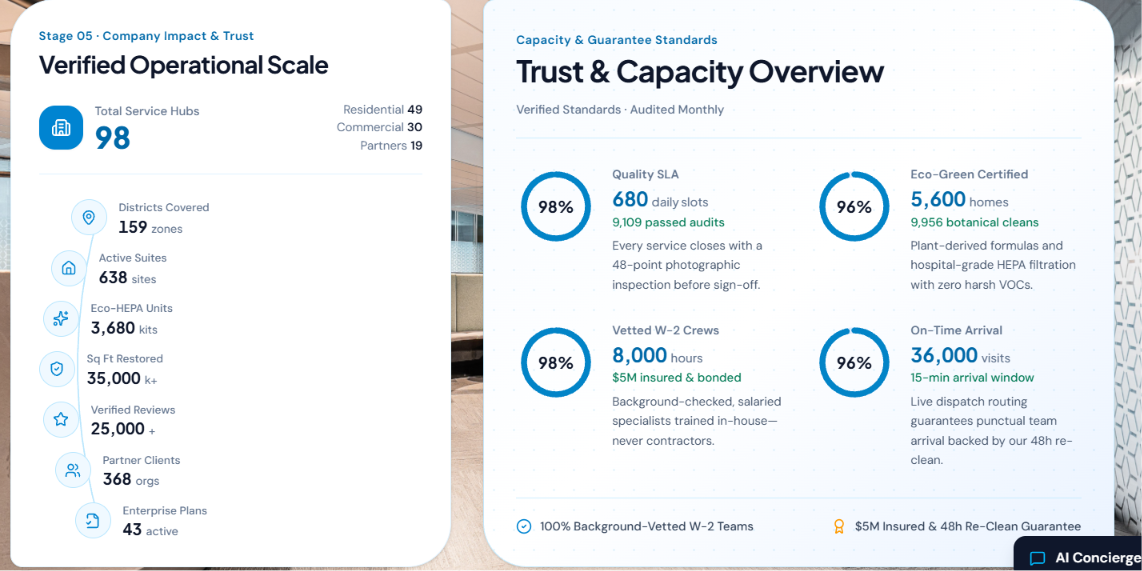 Stage 05 · Company Impact & Trust
Verified Operational Scale
Total Service Hubs
98
Residential 49
Commercial 30
Partners 19
Districts Covered
159 zones
Active Suites
638 sites
Eco-HEPA Units
3,680 kits
Sq Ft Restored
35,000 k+
Verified Reviews
25,000 +
Partner Clients
368 orgs
Enterprise Plans
43 active
Capacity & Guarantee Standards
Trust & Capacity Overview
Verified Standards · Audited Monthly
98%
Quality SLA
680 daily slots
9,109 passed audits
Every service closes with a
48-point photographic
inspection before sign-off.
96%
Eco-Green Certified
5,600 homes
9,956 botanical cleans
Plant-derived formulas and
hospital-grade HEPA filtration
with zero harsh VOCs.
98%
Vetted W-2 Crews
8,000 hours
$5M insured & bonded
Background-checked, salaried
specialists trained in-house—
never contractors.
96%
On-Time Arrival
36,000 visits
15-min arrival window
Live dispatch routing
guarantees punctual team
arrival backed by our 48h re-
clean.
100% Background-Vetted W-2 Teams
$5M Insured & 48h Re-Clean Guarantee
AI Concierge